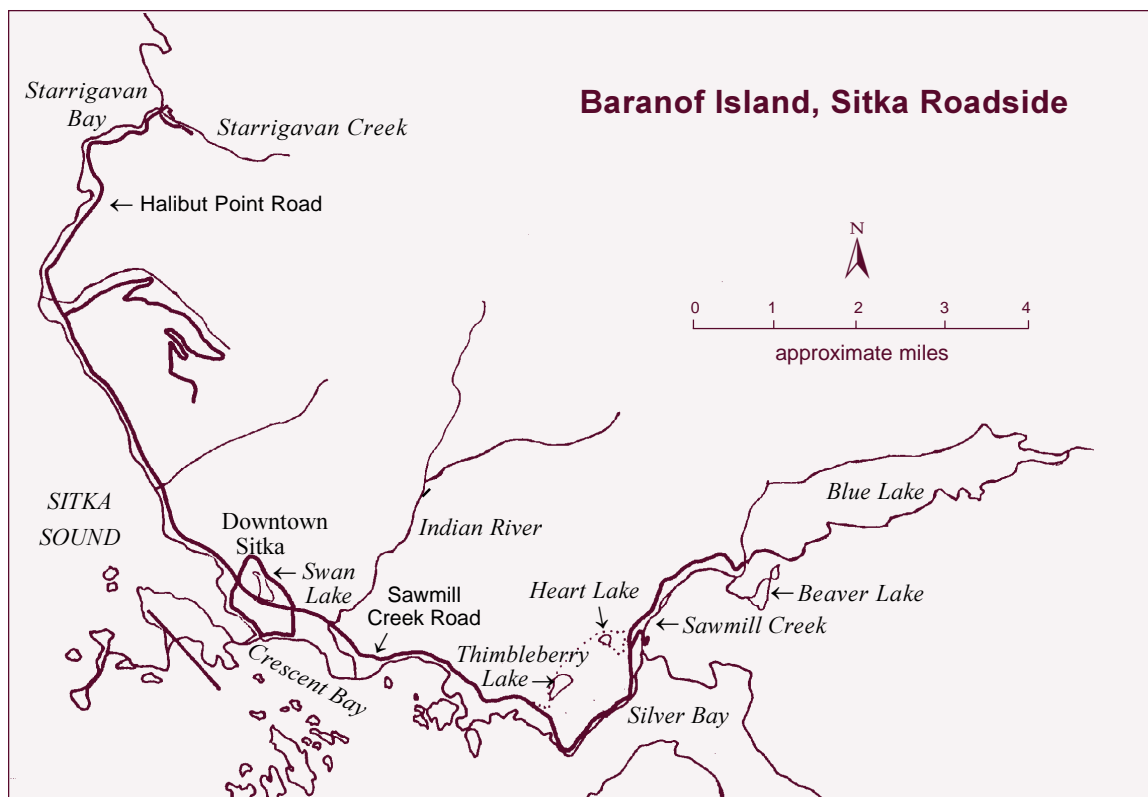 Baranof Island, Sitka Roadside
Starrigavan
Bay
Starrigavan Creek
← Halibut Point Road
N
0 1 2 3 4
approximate miles
SITKA
SOUND
Downtown
Sitka
Swan
Lake
Indian River
Blue Lake
Heart Lake
Beaver Lake
Sawmill
Creek Road
Sawmill Creek
Thimbleberry
Lake
Crescent Bay
Silver Bay